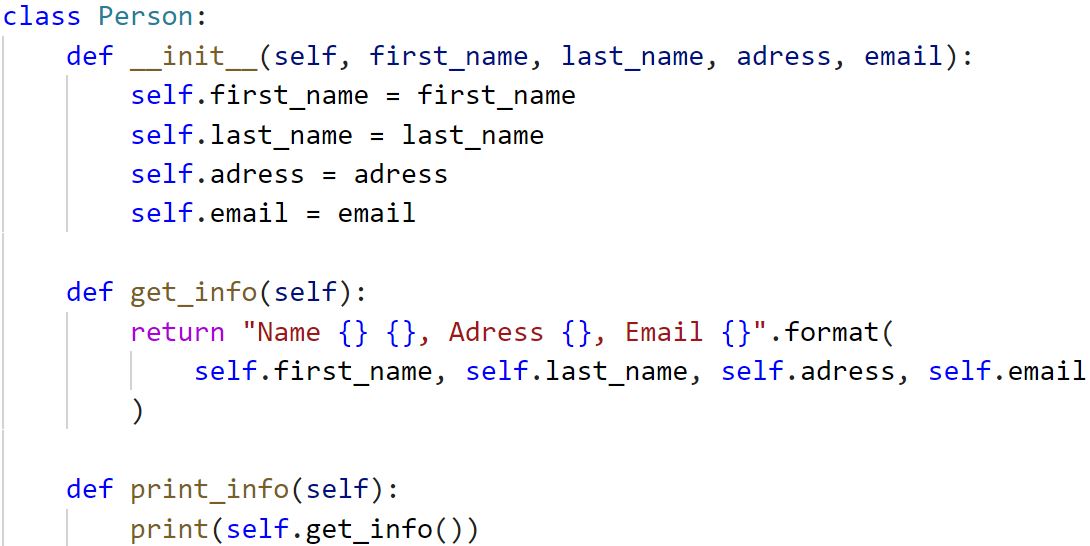 class Person:
    def __init__(self, first_name, last_name, adress, email):
        self.first_name = first_name
        self.last_name = last_name
        self.adress = adress
        self.email = email

    def get_info(self):
        return "Name {} {}, Adress {}, Email {}".format(
            self.first_name, self.last_name, self.adress, self.email
        )

    def print_info(self):
        print(self.get_info())